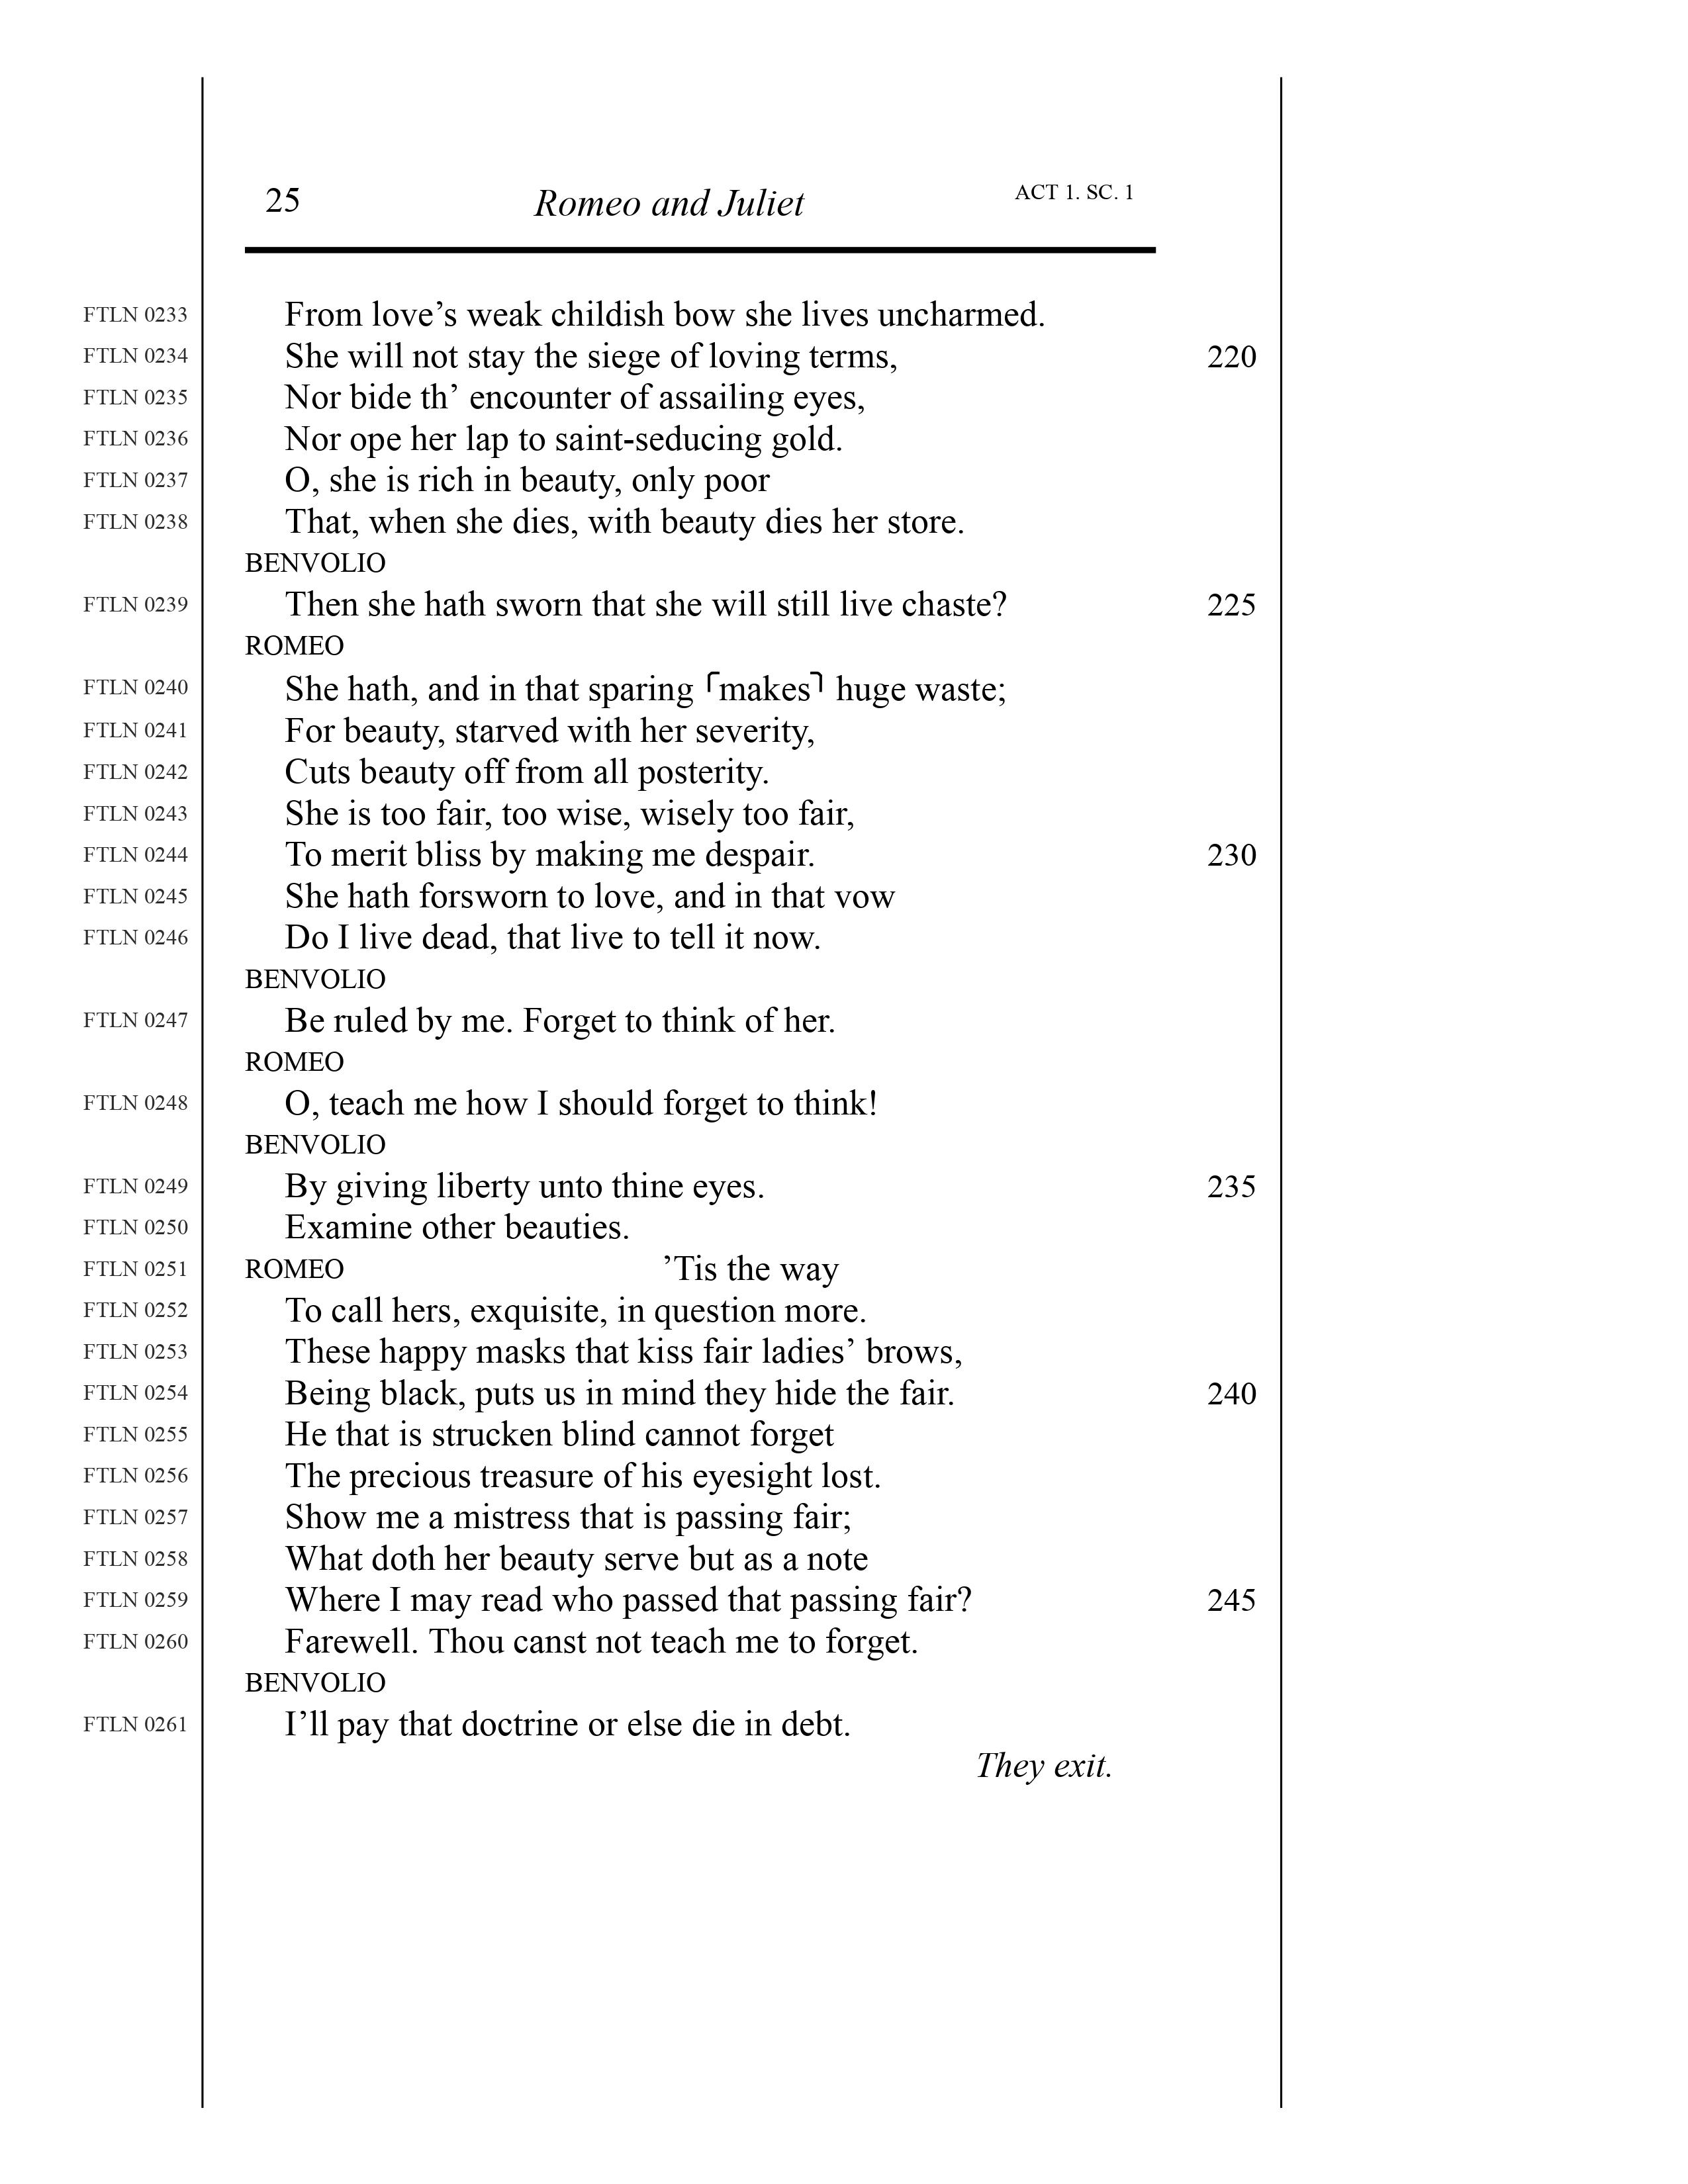 25 Romeo and Juliet ACT 1. SC. 1
FTLN 0233 From love’s weak childish bow she lives uncharmed.
FTLN 0234 She will not stay the siege of loving terms, 220
FTLN 0235 Nor bide th’ encounter of assailing eyes,
FTLN 0236 Nor ope her lap to saint-seducing gold.
FTLN 0237 O, she is rich in beauty, only poor
FTLN 0238 That, when she dies, with beauty dies her store.
BENVOLIO
FTLN 0239 Then she hath sworn that she will still live chaste? 225
ROMEO
FTLN 0240 She hath, and in that sparing ⌜makes⌝ huge waste;
FTLN 0241 For beauty, starved with her severity,
FTLN 0242 Cuts beauty off from all posterity.
FTLN 0243 She is too fair, too wise, wisely too fair,
FTLN 0244 To merit bliss by making me despair. 230
FTLN 0245 She hath forsworn to love, and in that vow
FTLN 0246 Do I live dead, that live to tell it now.
BENVOLIO
FTLN 0247 Be ruled by me. Forget to think of her.
ROMEO
FTLN 0248 O, teach me how I should forget to think!
BENVOLIO
FTLN 0249 By giving liberty unto thine eyes. 235
FTLN 0250 Examine other beauties.
FTLN 0251 ROMEO ’Tis the way
FTLN 0252 To call hers, exquisite, in question more.
FTLN 0253 These happy masks that kiss fair ladies’ brows,
FTLN 0254 Being black, puts us in mind they hide the fair. 240
FTLN 0255 He that is strucken blind cannot forget
FTLN 0256 The precious treasure of his eyesight lost.
FTLN 0257 Show me a mistress that is passing fair;
FTLN 0258 What doth her beauty serve but as a note
FTLN 0259 Where I may read who passed that passing fair? 245
FTLN 0260 Farewell. Thou canst not teach me to forget.
BENVOLIO
FTLN 0261 I’ll pay that doctrine or else die in debt.
They exit.